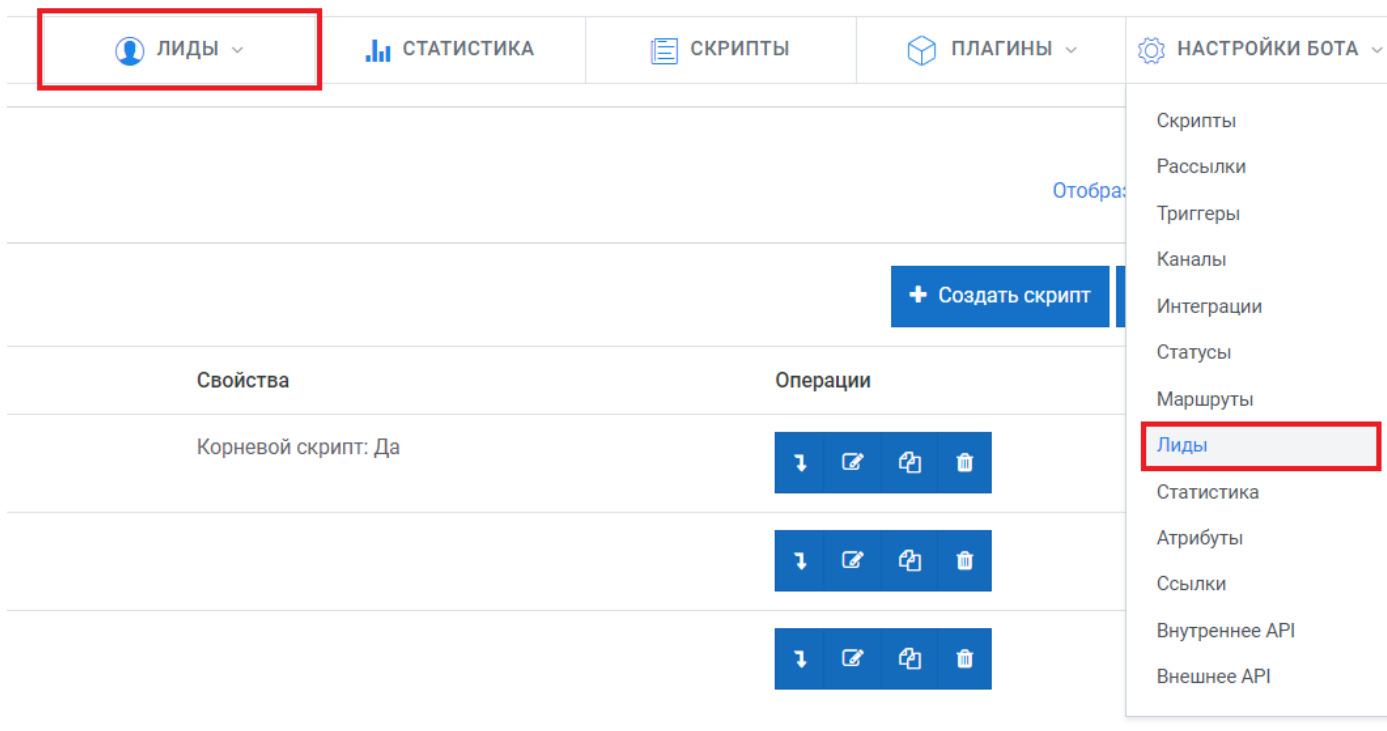 ЛИДЫ
СТАТИСТИКА
СКРИПТЫ
ПЛАГИНЫ
НАСТРОЙКИ БОТА
Отобраз
+ Создать скрипт
Свойства
Операции
Корневой скрипт: Да
Скрипты
Рассылки
Триггеры
Каналы
Интеграции
Статусы
Маршруты
Лиды
Статистика
Атрибуты
Ссылки
Внутреннее API
Внешнее API